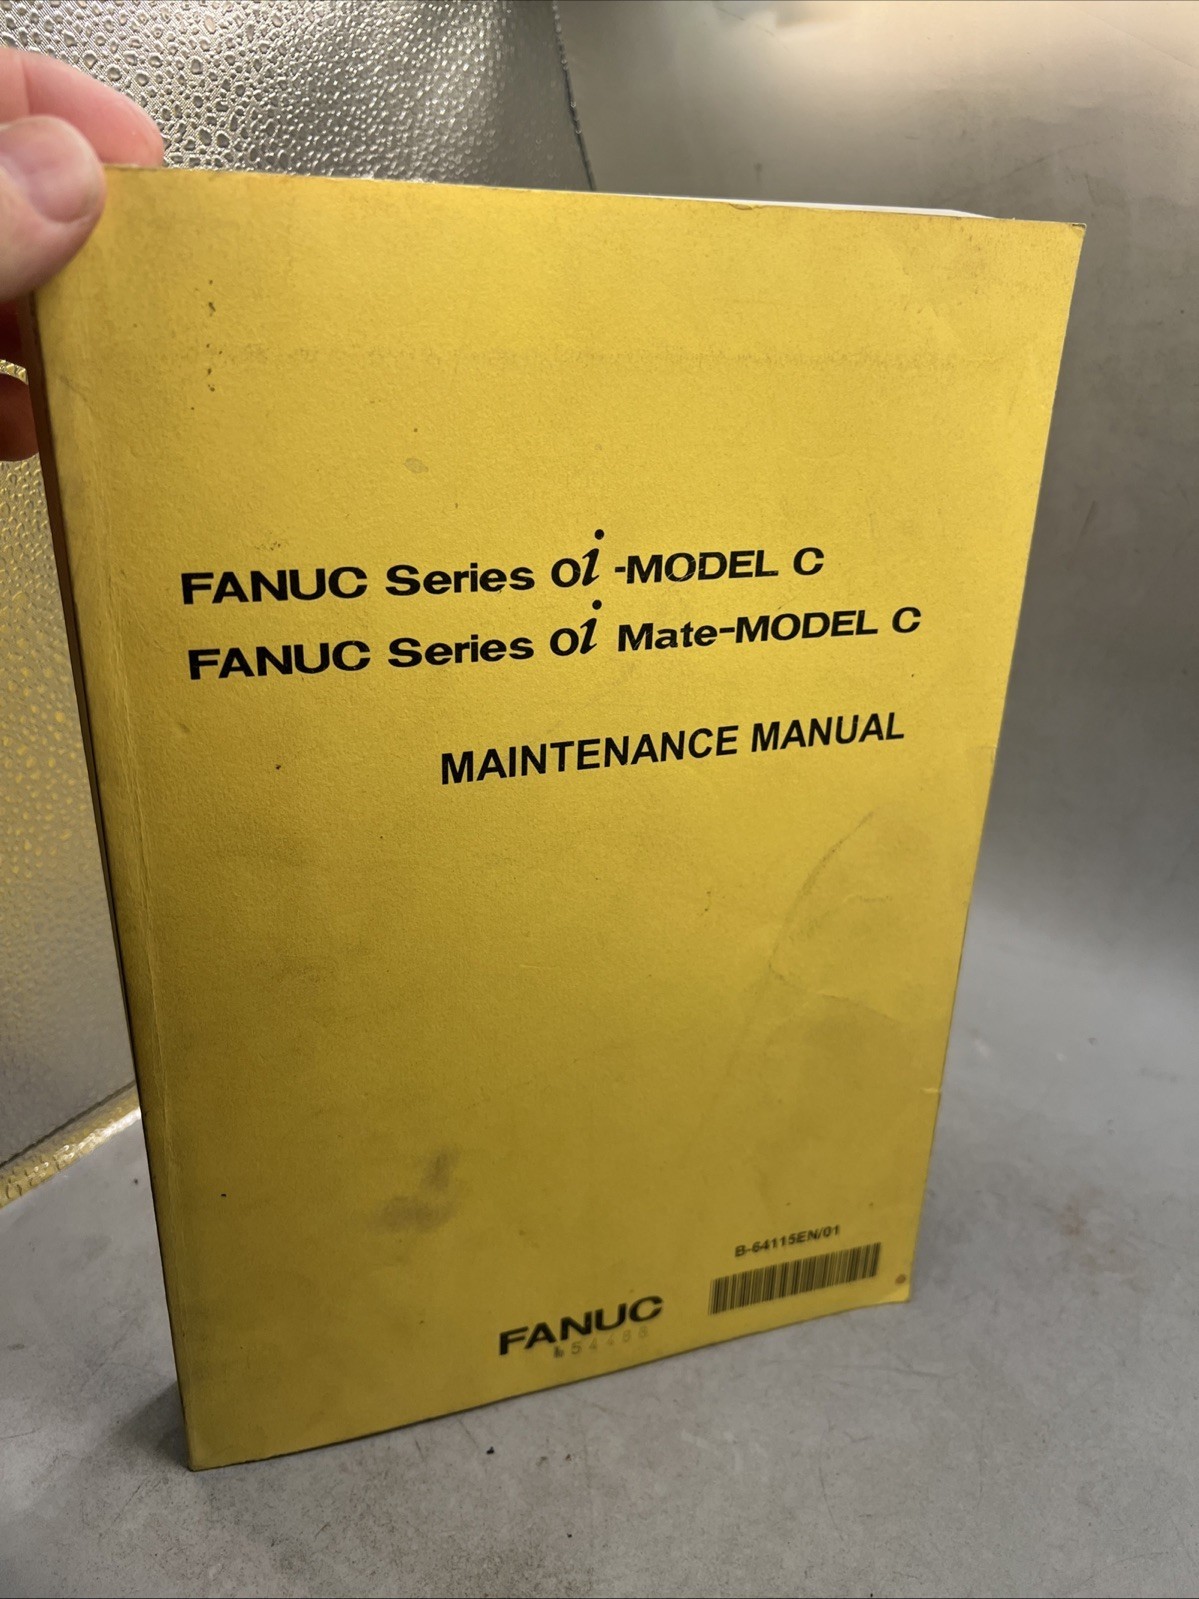 FANUC Series 0i -MODEL C
FANUC Series 0i Mate-MODEL C
MAINTENANCE MANUAL
B-64115EN/01
FANUC